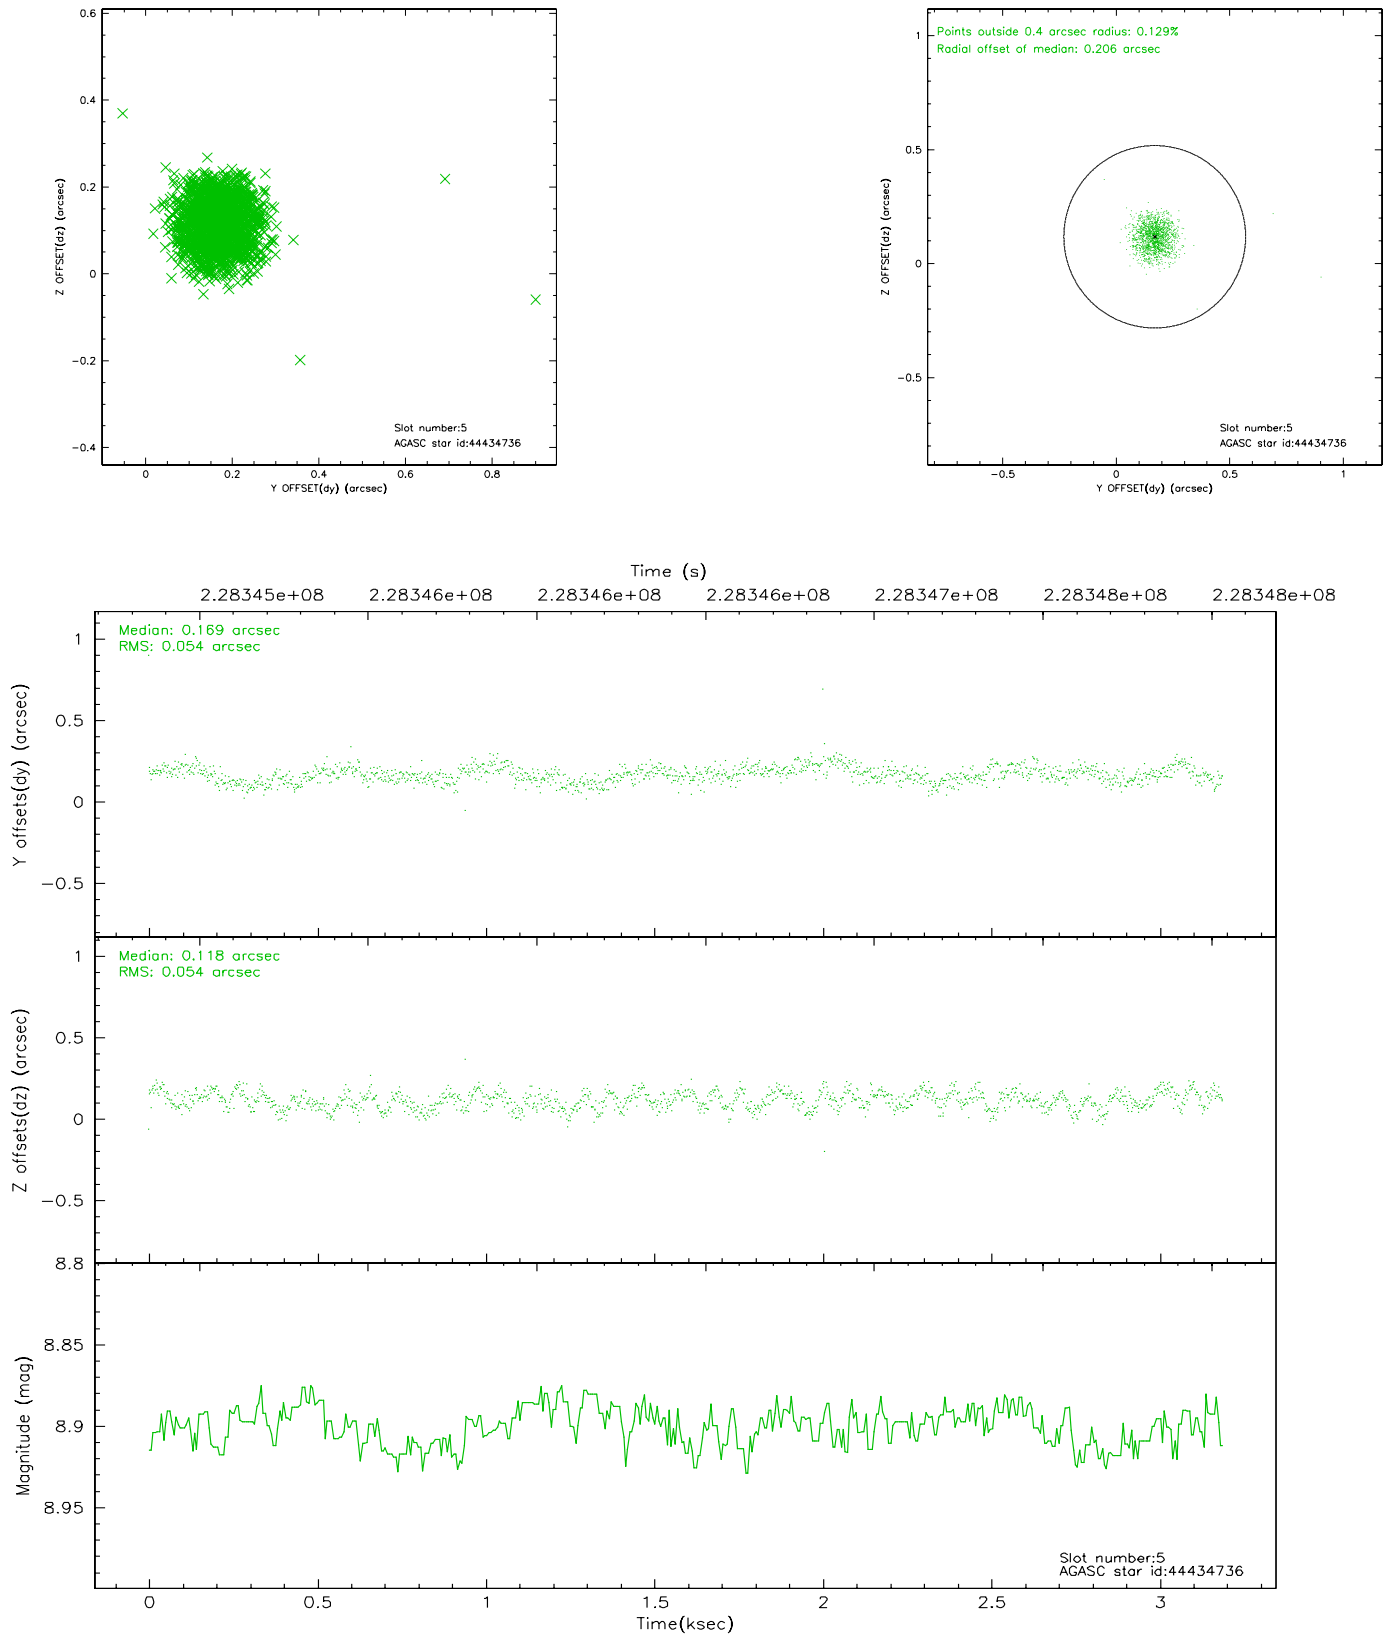 0.6
0.4
0.2
0
−0.2
−0.4
Z OFFSET(dz) (arcsec)
Slot number:5
AGASC star id:44434736
0 0.2 0.4 0.6 0.8
Y OFFSET(dy) (arcsec)
Points outside 0.4 arcsec radius: 0.129%
Radial offset of median: 0.206 arcsec
1
0.5
0
−0.5
Z OFFSET(dz) (arcsec)
Slot number:5
AGASC star id:44434736
−0.5 0 0.5 1
Y OFFSET(dy) (arcsec)
Time (s)
2.28345e+08 2.28346e+08 2.28346e+08 2.28346e+08 2.28347e+08 2.28348e+08 2.28348e+08
Median: 0.169 arcsec
RMS: 0.054 arcsec
1
0.5
0
−0.5
Y offsets(dy) (arcsec)
Median: 0.118 arcsec
RMS: 0.054 arcsec
1
0.5
0
−0.5
Z offsets(dz) (arcsec)
8.8
8.85
8.9
8.95
Magnitude (mag)
Slot number:5
AGASC star id:44434736
0 0.5 1 1.5 2 2.5 3
Time(ksec)